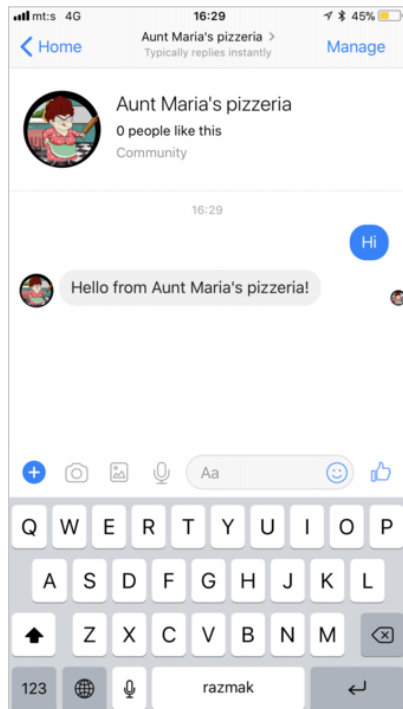 mt:s 4G 16:29 45%
Home Aunt Maria's pizzeria > Manage
Typically replies instantly
Aunt Maria's pizzeria
0 people like this
Community
16:29
Hi
Hello from Aunt Maria's pizzeria!
Aa
Q W E R T Y U I O P
A S D F G H J K L
Z X C V B N M
123 razmak